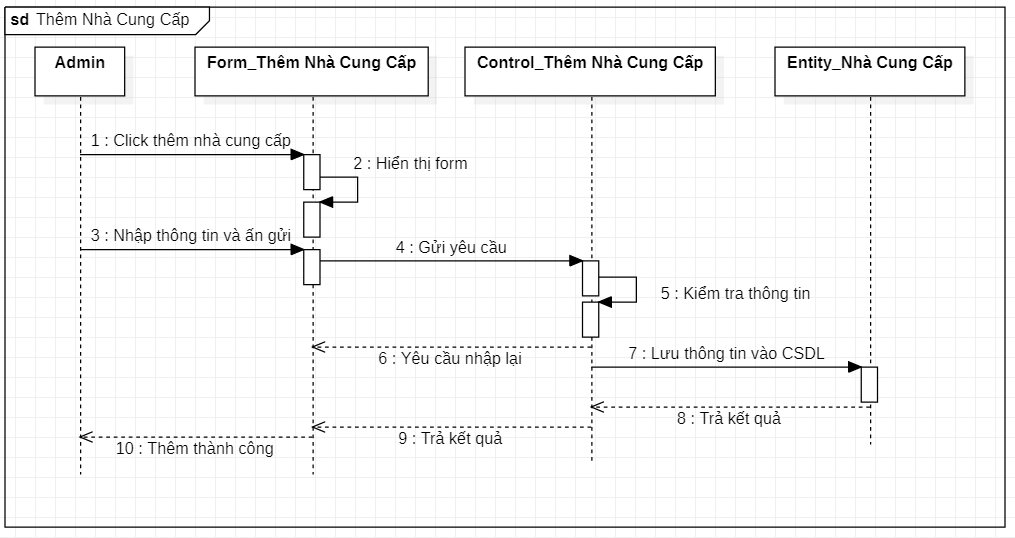 sd Thêm Nhà Cung Cấp
Admin
Form_Thêm Nhà Cung Cấp
Control_Thêm Nhà Cung Cấp
Entity_Nhà Cung Cấp
1 : Click thêm nhà cung cấp
2 : Hiển thị form
3 : Nhập thông tin và ấn gửi
4 : Gửi yêu cầu
5 : Kiểm tra thông tin
6 : Yêu cầu nhập lại
7 : Lưu thông tin vào CSDL
8 : Trả kết quả
9 : Trả kết quả
10 : Thêm thành công